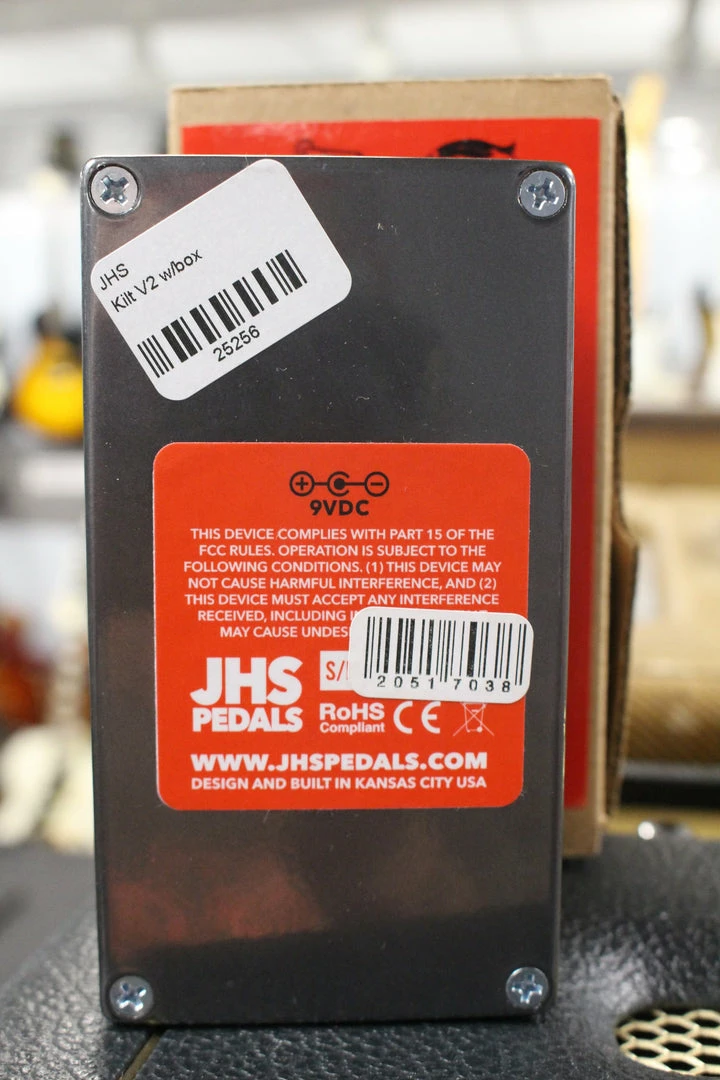 JHS
Kilt V2 w/box
25256
9VDC
THIS DEVICE COMPLIES WITH PART 15 OF THE
FCC RULES. OPERATION IS SUBJECT TO THE
FOLLOWING CONDITIONS. (1) THIS DEVICE MAY
NOT CAUSE HARMFUL INTERFERENCE, AND (2)
THIS DEVICE MUST ACCEPT ANY INTERFERENCE
RECEIVED, INCLUDING
MAY CAUSE
20517038
JHS
PEDALS
RoHS
Compliant
CE
WWW.JHSPEDALS.COM
DESIGN AND BUILT IN KANSAS CITY USA